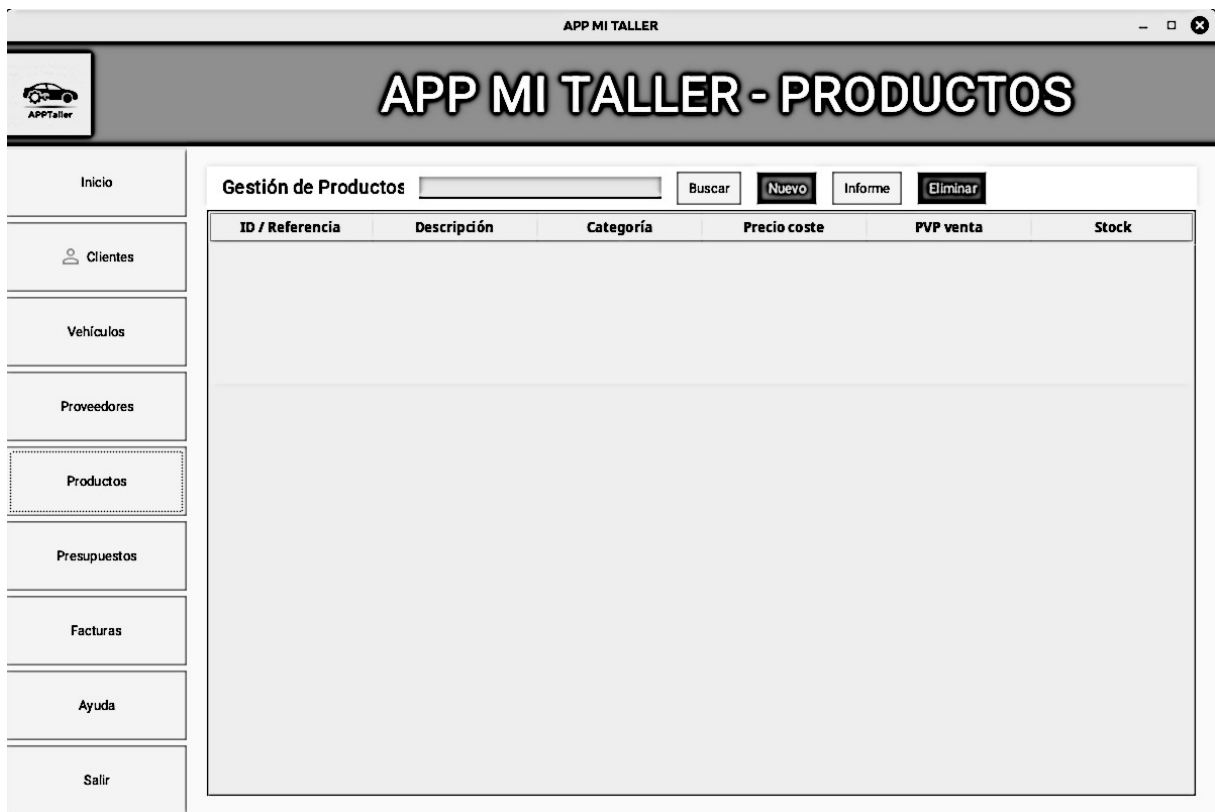 APP MI TALLER
APP MI TALLER - PRODUCTOS
APPTaller
Inicio
Clientes
Vehículos
Proveedores
Productos
Presupuestos
Facturas
Ayuda
Salir
Gestión de Productos Buscar Nuevo Informe Eliminar
ID / Referencia Descripción Categoría Precio coste PVP venta Stock